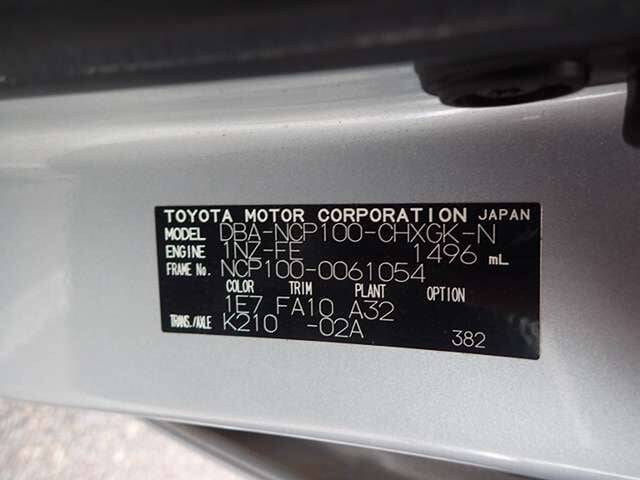 TOYOTA MOTOR CORPORATION JAPAN
MODEL DBA-NCP100-CHXGK-N
ENGINE 1NZ-FE 1496 mL
FRAME No. NCP100-0061054
COLOR TRIM PLANT OPTION
1E7 FA10 A32
TRANS./AXLE K210 -02A
382